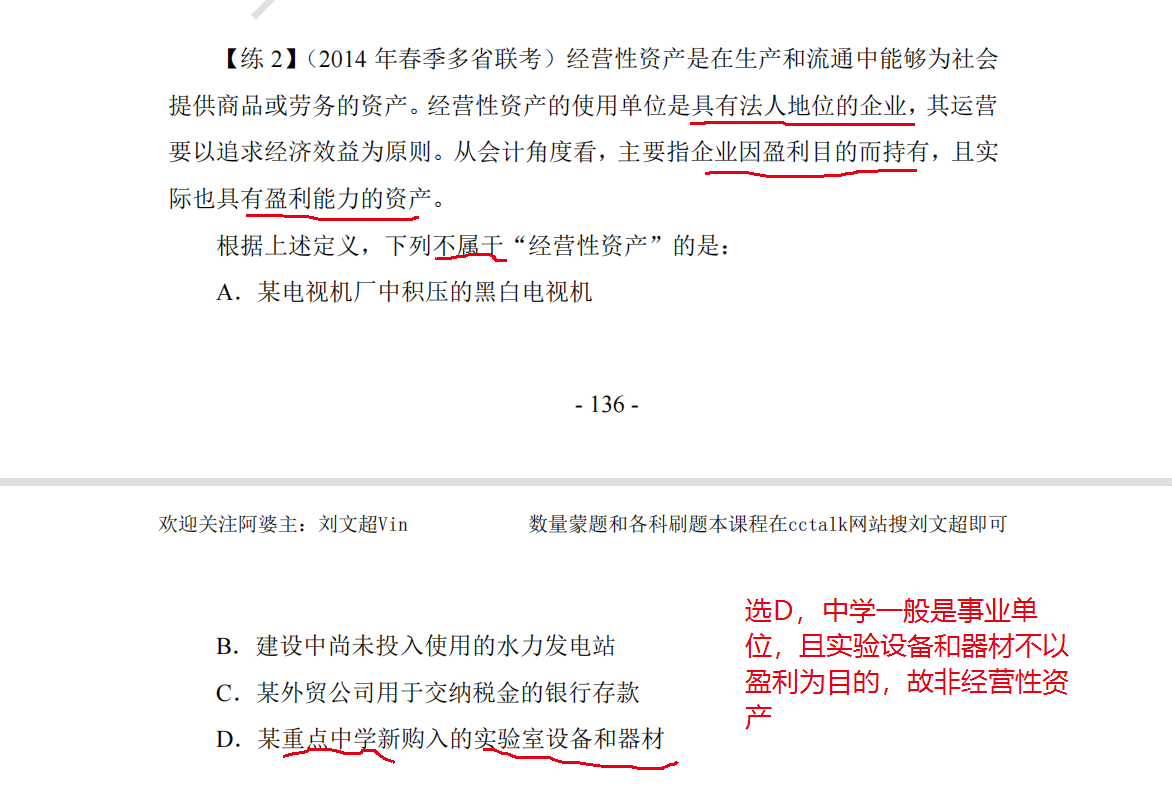 【练 2】（2014 年春季多省联考）经营性资产是在生产和流通中能够为社会
提供商品或劳务的资产。经营性资产的使用单位是具有法人地位的企业，其运营
要以追求经济效益为原则。从会计角度看，主要指企业因盈利目的而持有，且实
际也具有盈利能力的资产。
根据上述定义，下列不属于“经营性资产”的是：
A．某电视机厂中积压的黑白电视机
- 136 -
欢迎关注阿婆主：刘文超Vin 数量蒙题和各科刷题本课程在cctalk网站搜刘文超即可
选D，中学一般是事业单
位，且实验设备和器材不以
盈利为目的，故非经营性资
产
B．建设中尚未投入使用的水力发电站
C．某外贸公司用于交纳税金的银行存款
D．某重点中学新购入的实验室设备和器材